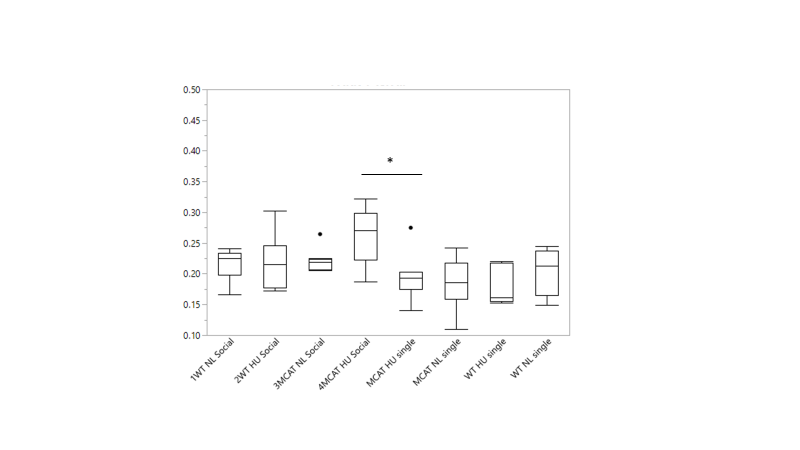 0.50
0.45
0.40
*
0.35
0.30
0.25
0.20
0.15
0.10
1WT NL Social
2WT HU Social
3MCAT NL Social
4MCAT HU Social
MCAT HU single
MCAT NL single
WT HU single
WT NL single